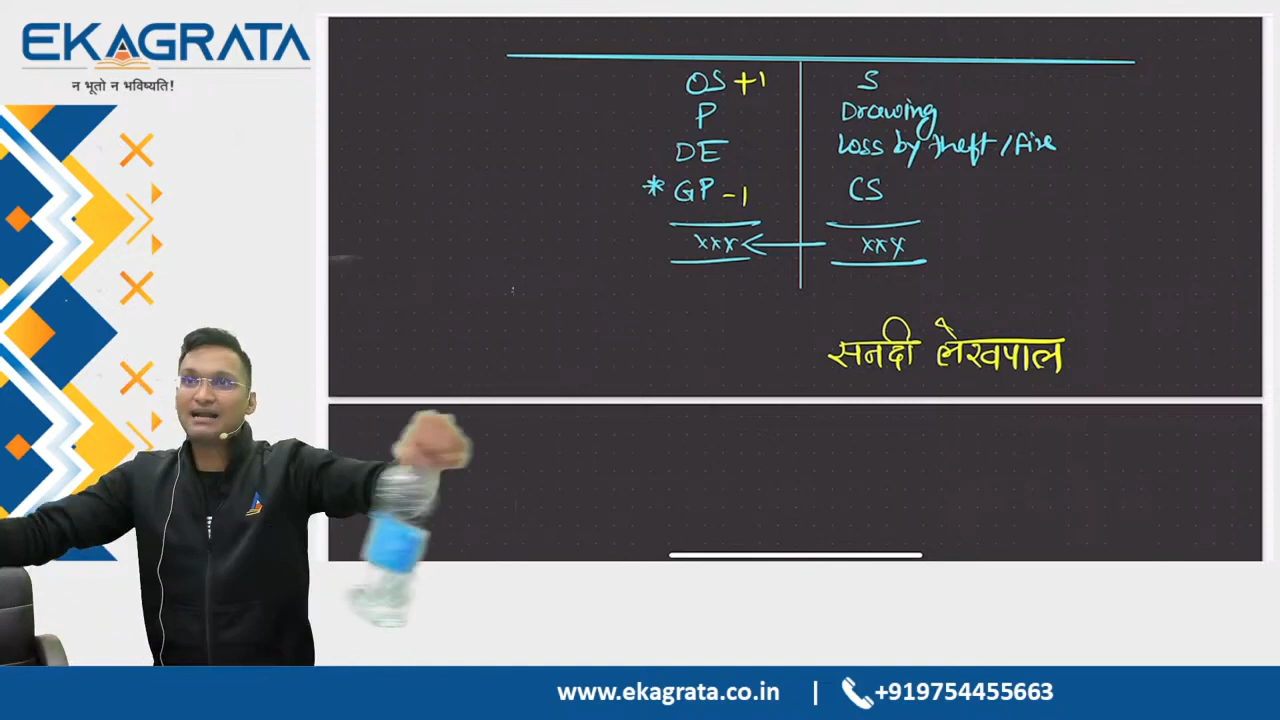 EKAGRATA
न भूतो न भविष्यति!
OS +1
S
P
Drawing
DE
Loss by theft / Fire
* GP -1
CS
xxx
xxx
सनदी लेखपाल
www.ekagrata.co.in | +919754455663